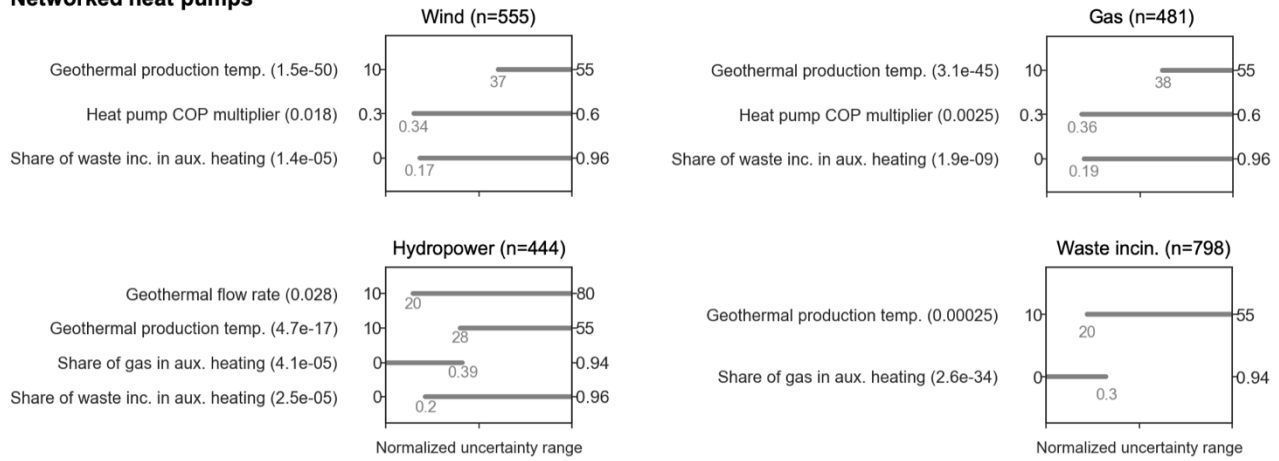 Networked heat pumps
Wind (n=555)
Geothermal production temp. (1.5e-50) 10 37 55
Heat pump COP multiplier (0.018) 0.3 0.34 0.6
Share of waste inc. in aux. heating (1.4e-05) 0 0.17 0.96
Gas (n=481)
Geothermal production temp. (3.1e-45) 10 38 55
Heat pump COP multiplier (0.0025) 0.3 0.36 0.6
Share of waste inc. in aux. heating (1.9e-09) 0 0.19 0.96
Hydropower (n=444)
Geothermal flow rate (0.028) 10 20 80
Geothermal production temp. (4.7e-17) 10 28 55
Share of gas in aux. heating (4.1e-05) 0 0.39 0.94
Share of waste inc. in aux. heating (2.5e-05) 0 0.2 0.96
Normalized uncertainty range
Waste incin. (n=798)
Geothermal production temp. (0.00025) 10 20 55
Share of gas in aux. heating (2.6e-34) 0 0.3 0.94
Normalized uncertainty range